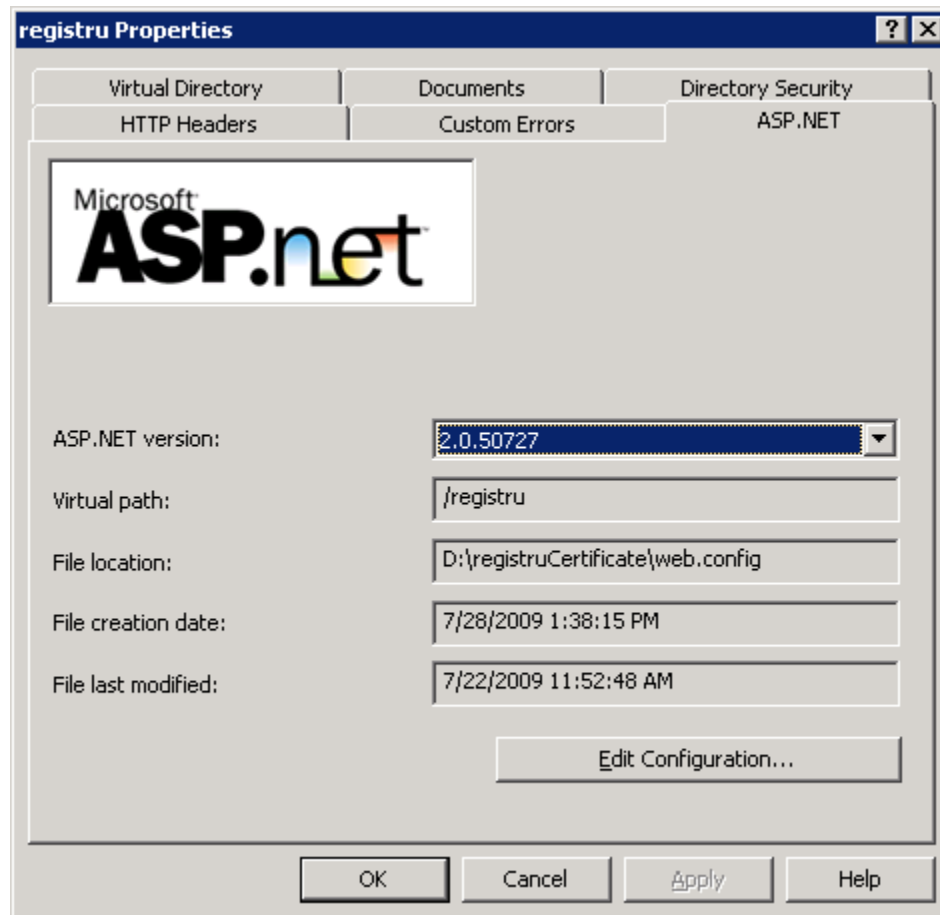 registru Properties
Virtual Directory Documents Directory Security
HTTP Headers Custom Errors ASP.NET
Microsoft
ASP.net
ASP.NET version: 2.0.50727
Virtual path: /registru
File location: D:\registruCertificate\web.config
File creation date: 7/28/2009 1:38:15 PM
File last modified: 7/22/2009 11:52:48 AM
Edit Configuration...
OK Cancel Apply Help